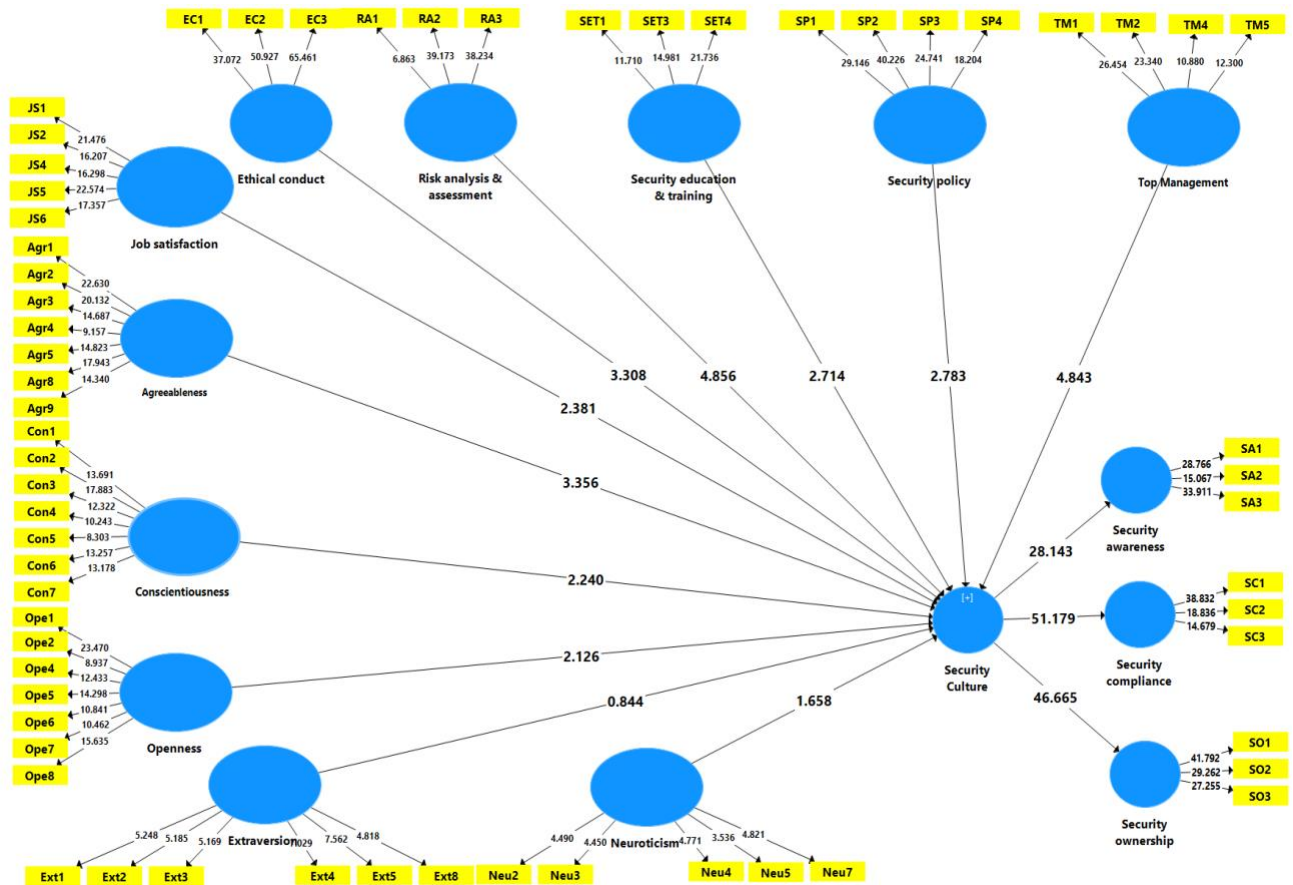 EC1 EC2 EC3 RA1 RA2 RA3 SET1 SET3 SET4 SP1 SP2 SP3 SP4 TM1 TM2 TM4 TM5
37.072 50.927 65.461 6.863 39.173 38.234 11.710 14.981 21.736 29.146 40.226 24.741 18.204 26.454 23.340 10.880 12.300
Ethical conduct
Risk analysis &
assessment
Security education
& training
Security policy
Top Management
JS1
JS2
JS4
JS5
JS6
21.476
16.207
16.298
22.574
17.357
Job satisfaction
Agr1
Agr2
Agr3
Agr4
Agr5
Agr8
Agr9
22.630
20.132
14.687
9.157
14.823
17.943
14.340
Agreeableness
Con1
Con2
Con3
Con4
Con5
Con6
Con7
13.691
17.883
12.322
10.243
8.303
13.257
13.178
Conscientiousness
Ope1
Ope2
Ope4
Ope5
Ope6
Ope7
Ope8
23.470
8.937
12.433
14.298
10.841
10.462
15.635
Openness
3.308
4.856
2.714
2.783
4.843
2.381
3.356
2.240
2.126
0.844
1.658
[+]
Security
Culture
28.143
51.179
46.665
28.766
15.067
33.911
SA1
SA2
SA3
Security
awareness
38.832
18.836
14.679
SC1
SC2
SC3
Security
compliance
41.792
29.262
27.255
SO1
SO2
SO3
Security
ownership
Extraversion
5.248 5.185 5.169 7.562 4.818
Ext1 Ext2 Ext3 Ext4 Ext5 Ext8
Neuroticism
4.490 4.450 4.771 3.536 4.821
Neu2 Neu3 Neu4 Neu5 Neu7